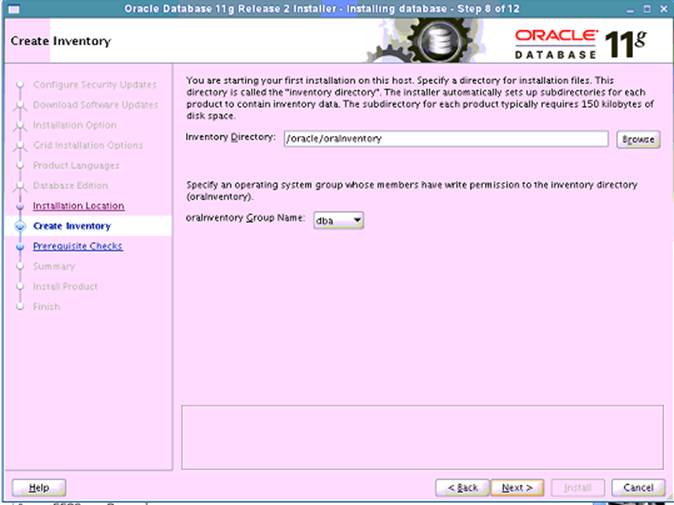 Oracle Database 11g Release 2 Installer - Installing database - Step 8 of 12
Create Inventory
ORACLE
DATABASE 11g
Configure Security Updates
Download Software Updates
Installation Option
Grid Installation Options
Product Languages
Database Edition
Installation Location
Create Inventory
Prerequisite Checks
Summary
Install Product
Finish
You are starting your first installation on this host. Specify a directory for installation files. This
directory is called the "inventory directory". The installer automatically sets up subdirectories for each
product to contain inventory data. The subdirectory for each product typically requires 150 kilobytes of
disk space.
Inventory Directory: /oracle/oraInventory Browse
Specify an operating system group whose members have write permission to the inventory directory
(oraInventory).
oraInventory Group Name: dba
Help < Back Next > Install Cancel